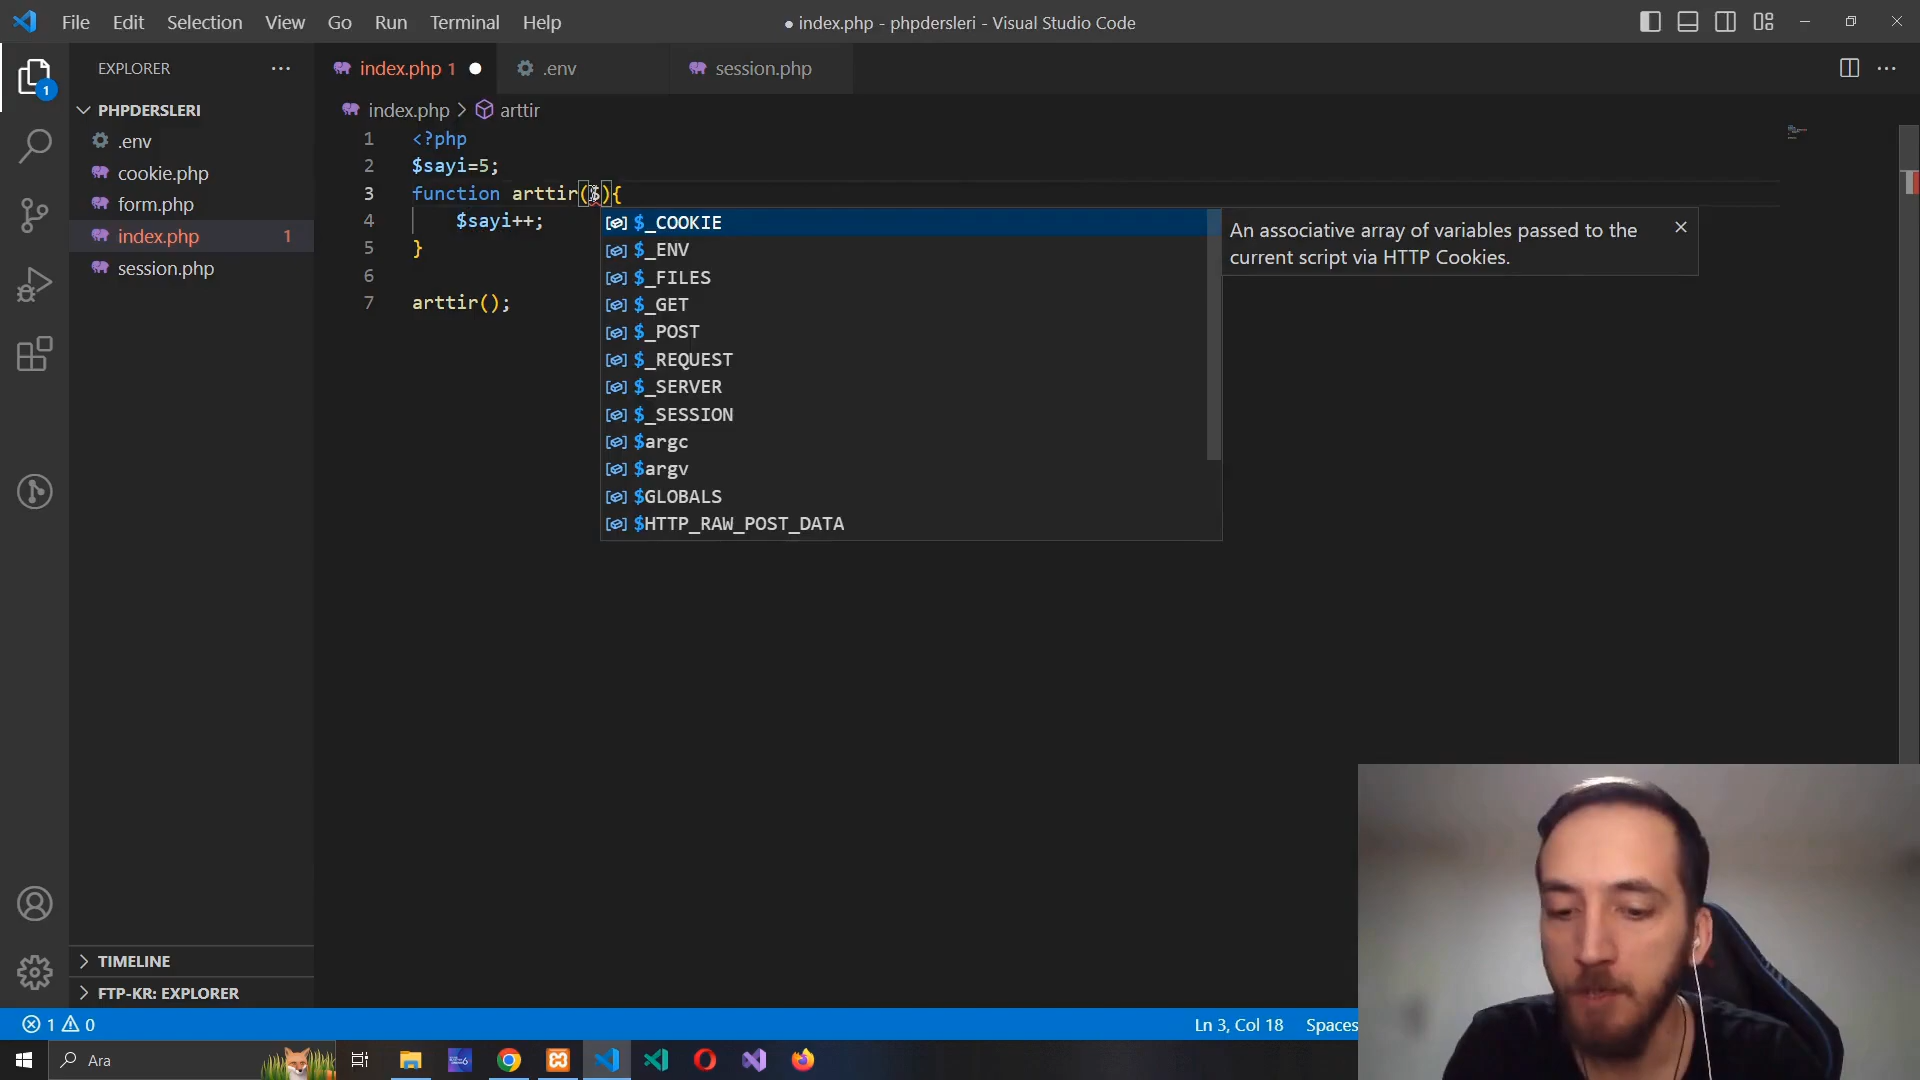 File Edit Selection View Go Run Terminal Help
● index.php - phpdersleri - Visual Studio Code
EXPLORER
PHPDERSLERI
.env
cookie.php
form.php
index.php 1
session.php
TIMELINE
FTP-KR: EXPLORER
1
index.php 1
.env
session.php
index.php > arttir
1 <?php
2 $sayi=5;
3 function arttir($){
4 $sayi++;
5 }
6
7 arttir();
$_COOKIE
$_ENV
$_FILES
$_GET
$_POST
$_REQUEST
$_SERVER
$_SESSION
$argc
$argv
$GLOBALS
$HTTP_RAW_POST_DATA
An associative array of variables passed to the
current script via HTTP Cookies.
1 0
Ln 3, Col 18 Spaces
Ara